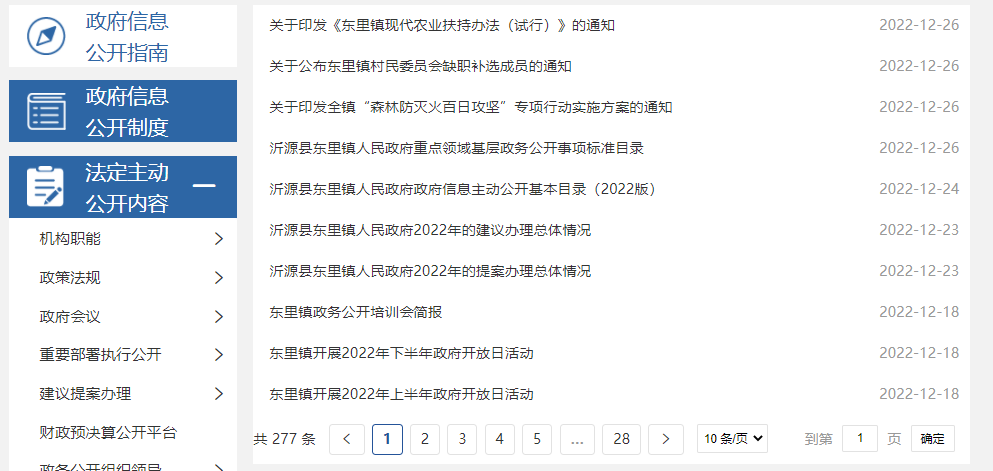 政府信息
公开指南
政府信息
公开制度
法定主动
公开内容
机构职能
政策法规
政府会议
重要部署执行公开
建议提案办理
财政预决算公开平台
政务公开组织领导
关于印发《东里镇现代农业扶持办法（试行）》的通知 2022-12-26
关于公布东里镇村民委员会缺职补选成员的通知 2022-12-26
关于印发全镇“森林防灭火百日攻坚”专项行动实施方案的通知 2022-12-26
沂源县东里镇人民政府重点领域基层政务公开事项标准目录 2022-12-26
沂源县东里镇人民政府政府信息主动公开基本目录（2022版） 2022-12-24
沂源县东里镇人民政府2022年的建议办理总体情况 2022-12-23
沂源县东里镇人民政府2022年的提案办理总体情况 2022-12-23
东里镇政务公开培训会简报 2022-12-18
东里镇开展2022年下半年政府开放日活动 2022-12-18
东里镇开展2022年上半年政府开放日活动 2022-12-18
共 277 条 < 1 2 3 4 5 ... 28 > 10 条/页 到第 1 页 确定